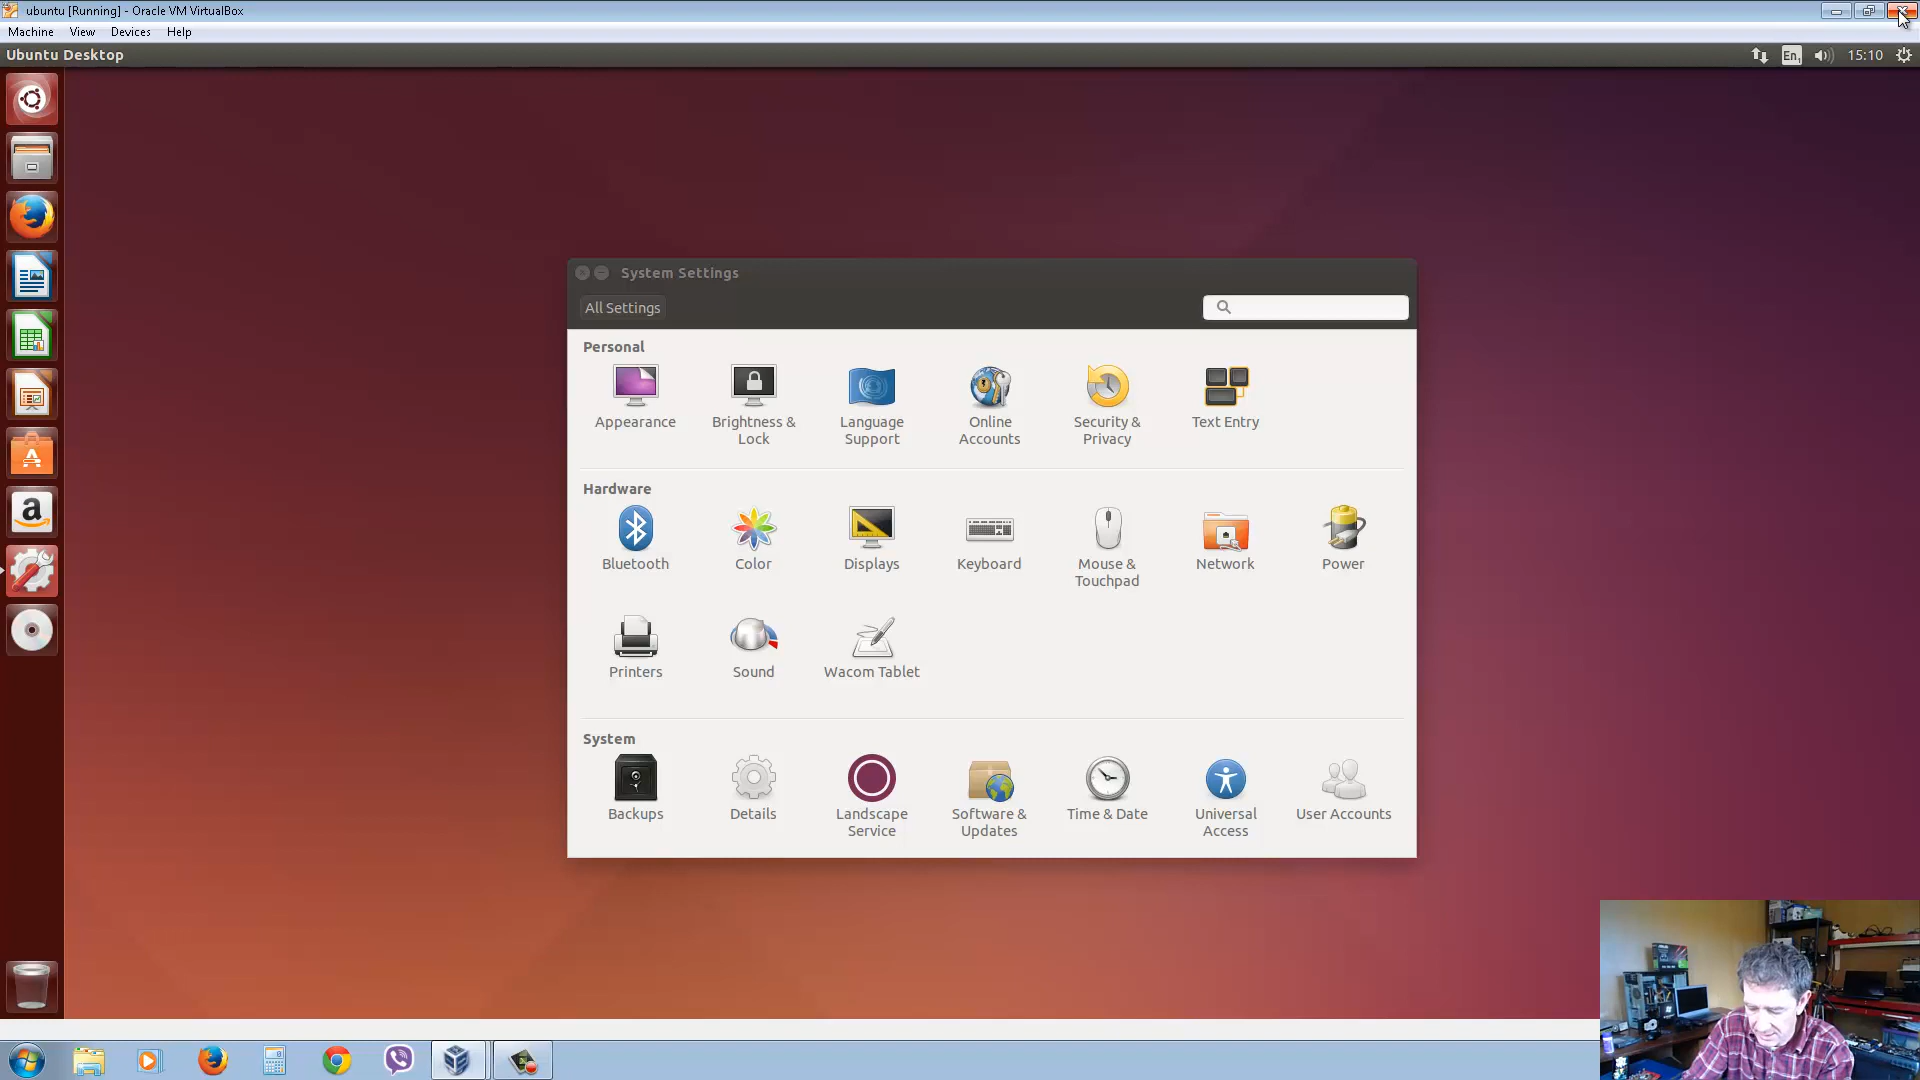 ubuntu [Running] - Oracle VM VirtualBox
Machine View Devices Help
Ubuntu Desktop
En1 15:10
System Settings
All Settings
Personal
Appearance
Brightness & Lock
Language Support
Online Accounts
Security & Privacy
Text Entry
Hardware
Bluetooth
Color
Displays
Keyboard
Mouse & Touchpad
Network
Power
Printers
Sound
Wacom Tablet
System
Backups
Details
Landscape Service
Software & Updates
Time & Date
Universal Access
User Accounts